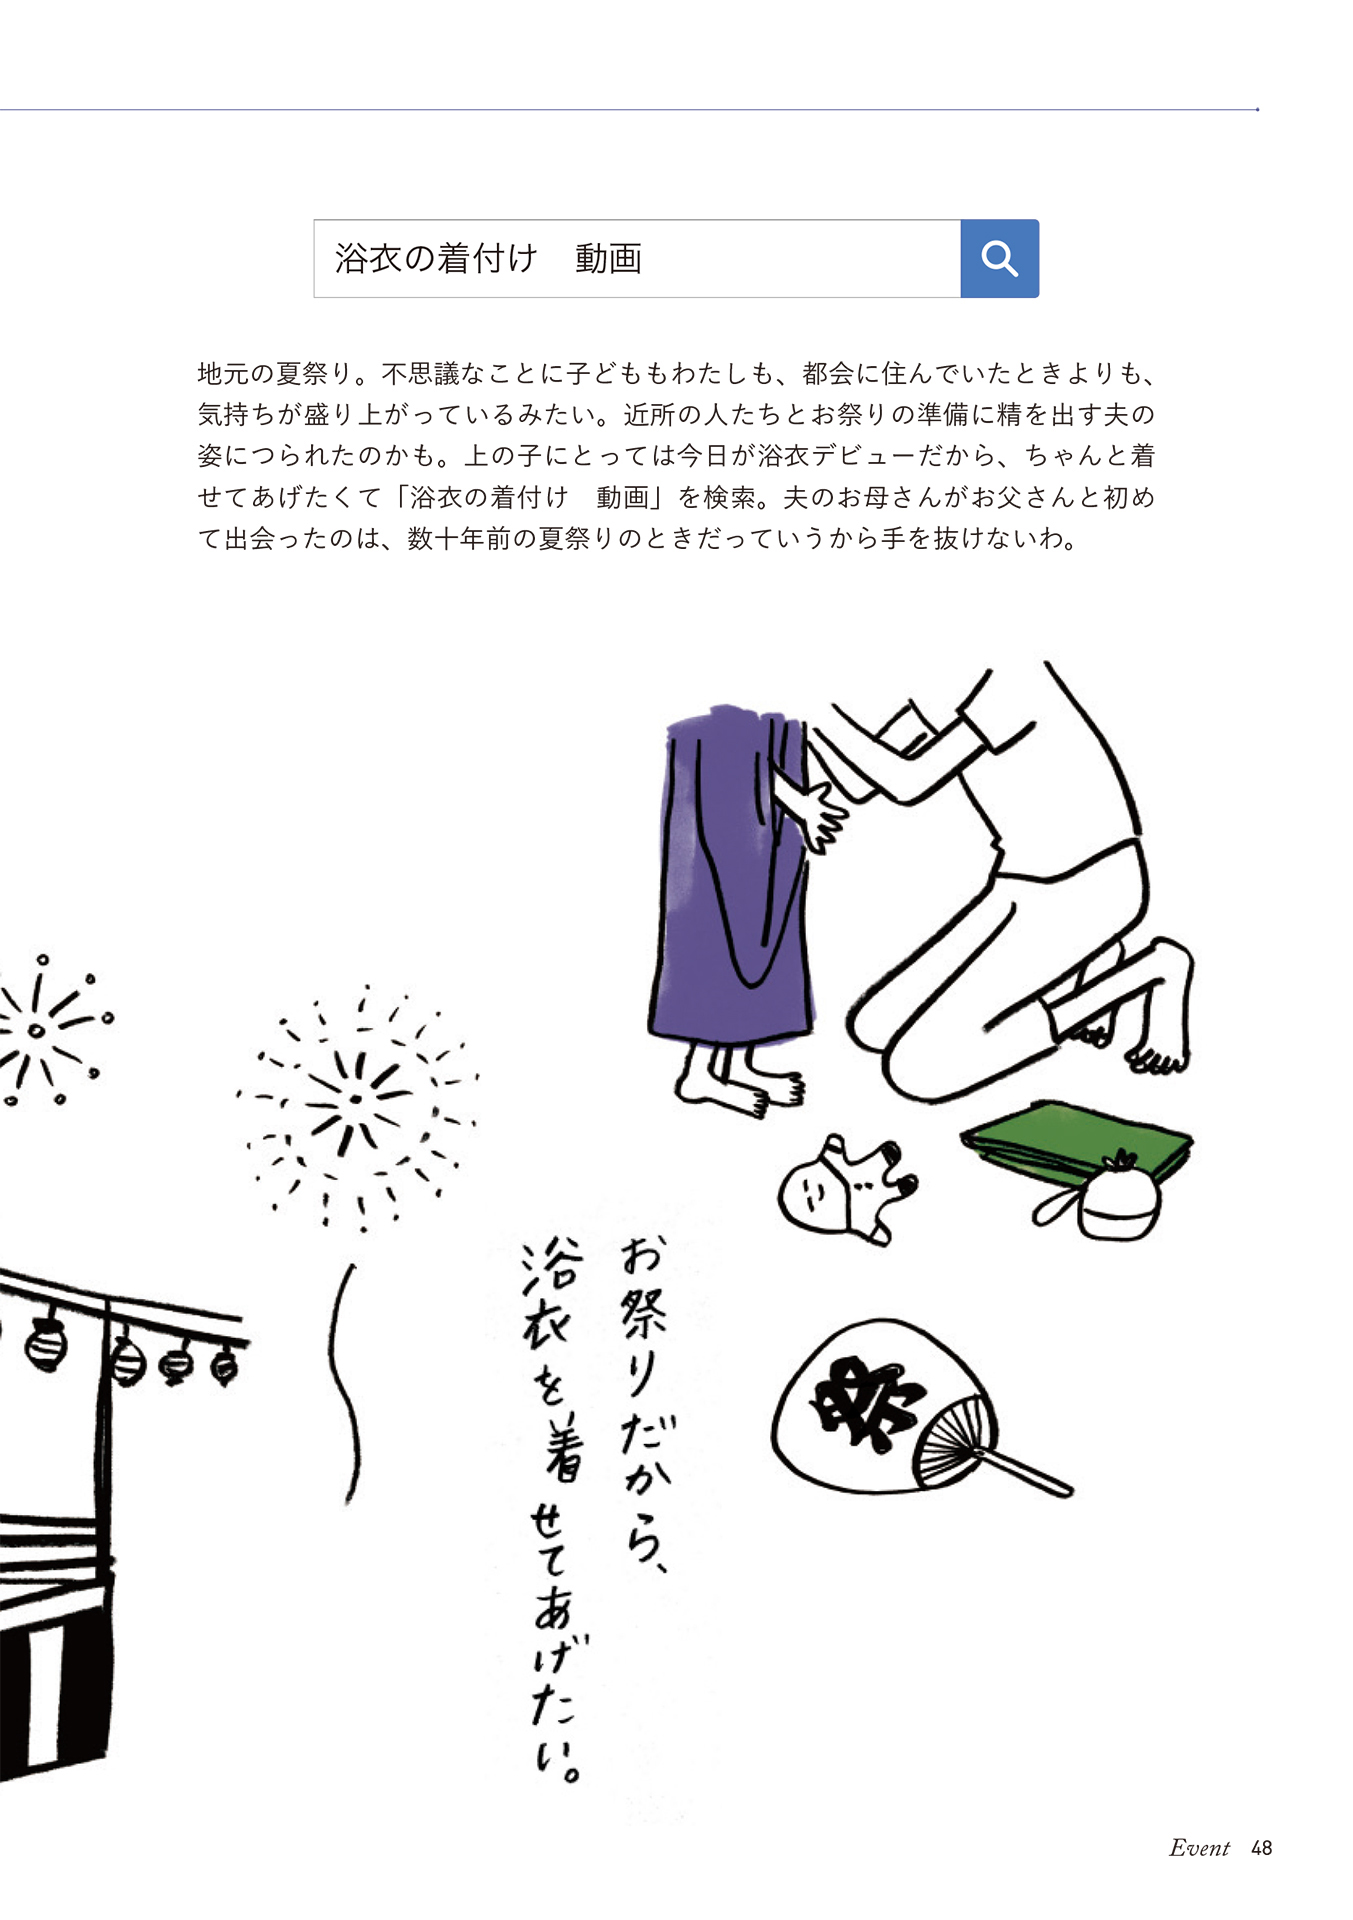 浴衣の着付け　動画
地元の夏祭り。不思議なことに子どももわたしも、都会に住んでいたときよりも、
気持ちが盛り上がっているみたい。近所の人たちとお祭りの準備に精を出す夫の
姿につられたのかも。上の子にとっては今日が浴衣デビューだから、ちゃんと着
せてあげたくて「浴衣の着付け　動画」を検索。夫のお母さんがお父さんと初め
て出会ったのは、数十年前の夏祭りのときだっていうから手を抜けないわ。
お祭りだから、
浴衣を着せてあげたい。
祭
Event 48